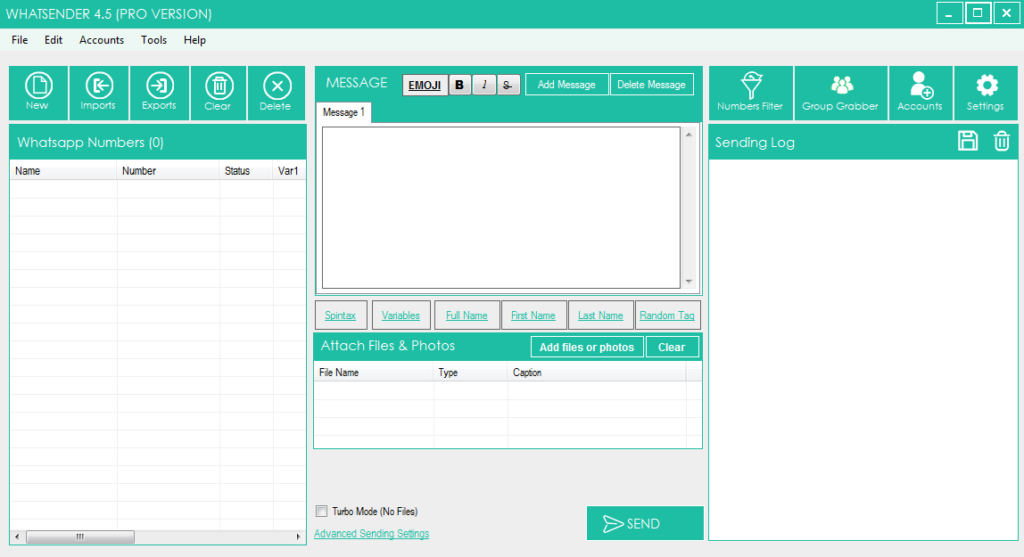 WHATSENDER 4.5 (PRO VERSION)
File Edit Accounts Tools Help
New Imports Exports Clear Delete
Whatsapp Numbers (0)
Name Number Status Var1
MESSAGE EMOJI B I S Add Message Delete Message
Message 1
Spintax Variables Full Name First Name Last Name Random Tag
Attach Files & Photos Add files or photos Clear
File Name Type Caption
Turbo Mode (No Files)
Advanced Sending Settings
SEND
Numbers Filter Group Grabber Accounts Settings
Sending Log